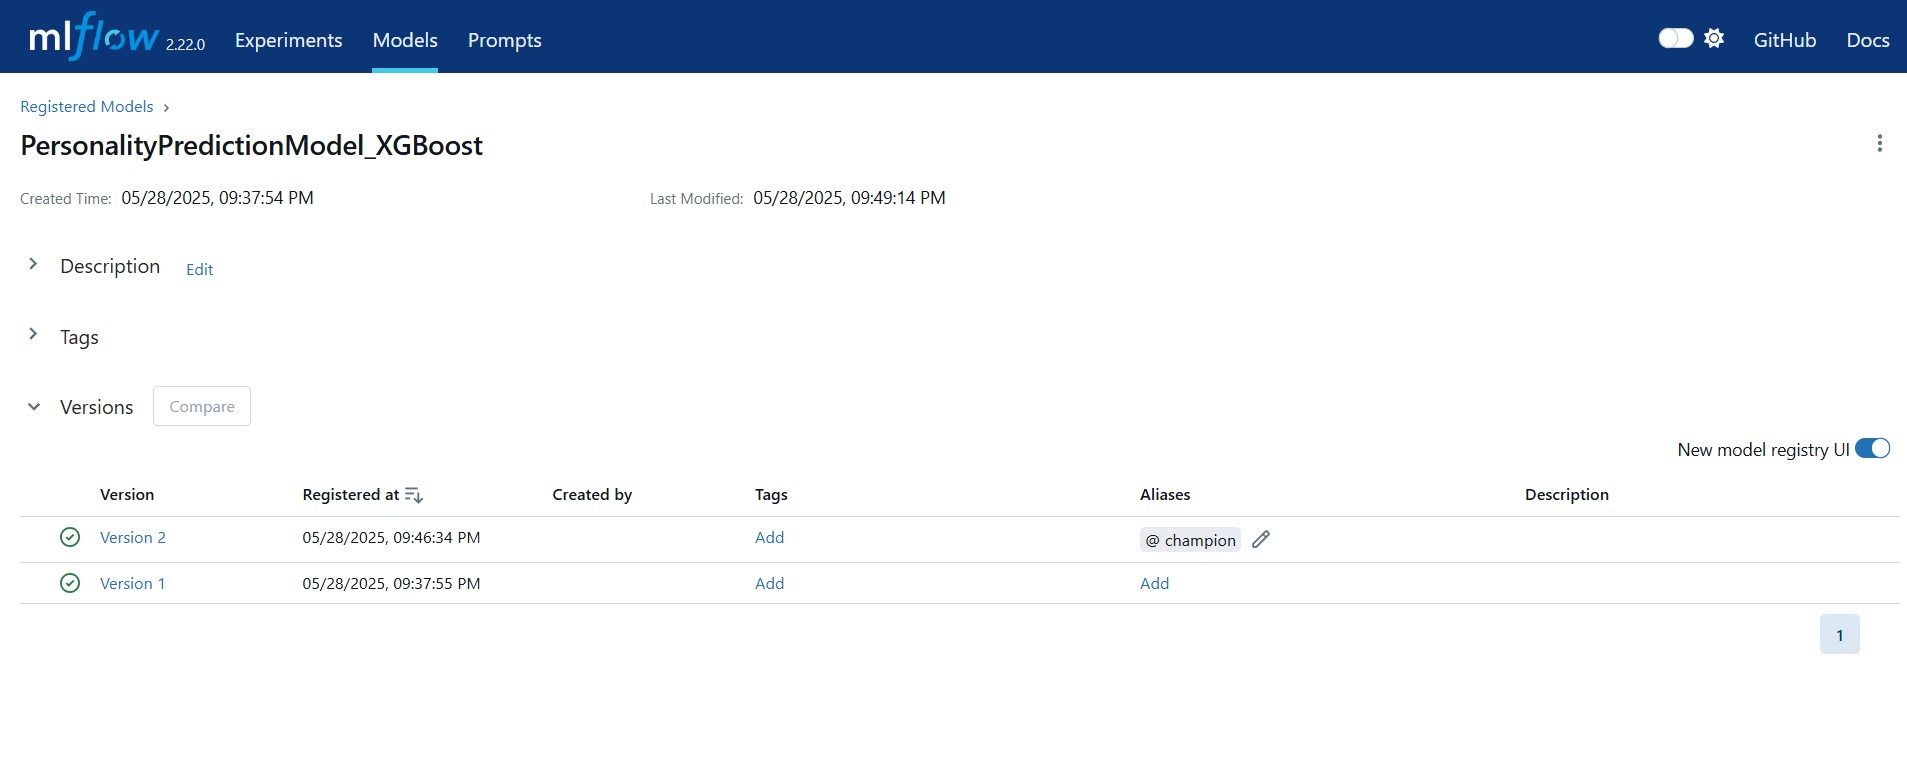 mlflow 2.22.0 Experiments Models Prompts GitHub Docs
Registered Models >
PersonalityPredictionModel_XGBoost
Created Time: 05/28/2025, 09:37:54 PM Last Modified: 05/28/2025, 09:49:14 PM
Description Edit
Tags
Versions Compare
New model registry UI
Version Registered at Created by Tags Aliases Description
Version 2 05/28/2025, 09:46:34 PM Add @ champion
Version 1 05/28/2025, 09:37:55 PM Add Add
1